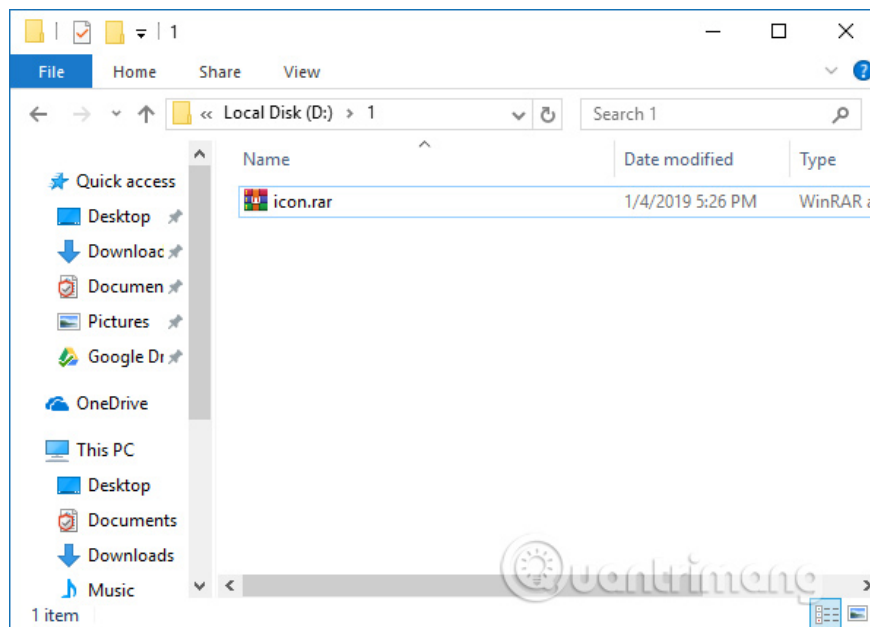 1
File Home Share View
« Local Disk (D:) > 1 Search 1
Name Date modified Type
Quick access
icon.rar 1/4/2019 5:26 PM WinRAR a
Desktop
Downloac
Documen
Pictures
Google Dr
OneDrive
This PC
Desktop
Documents
Downloads
Music
Quantrimang
1 item